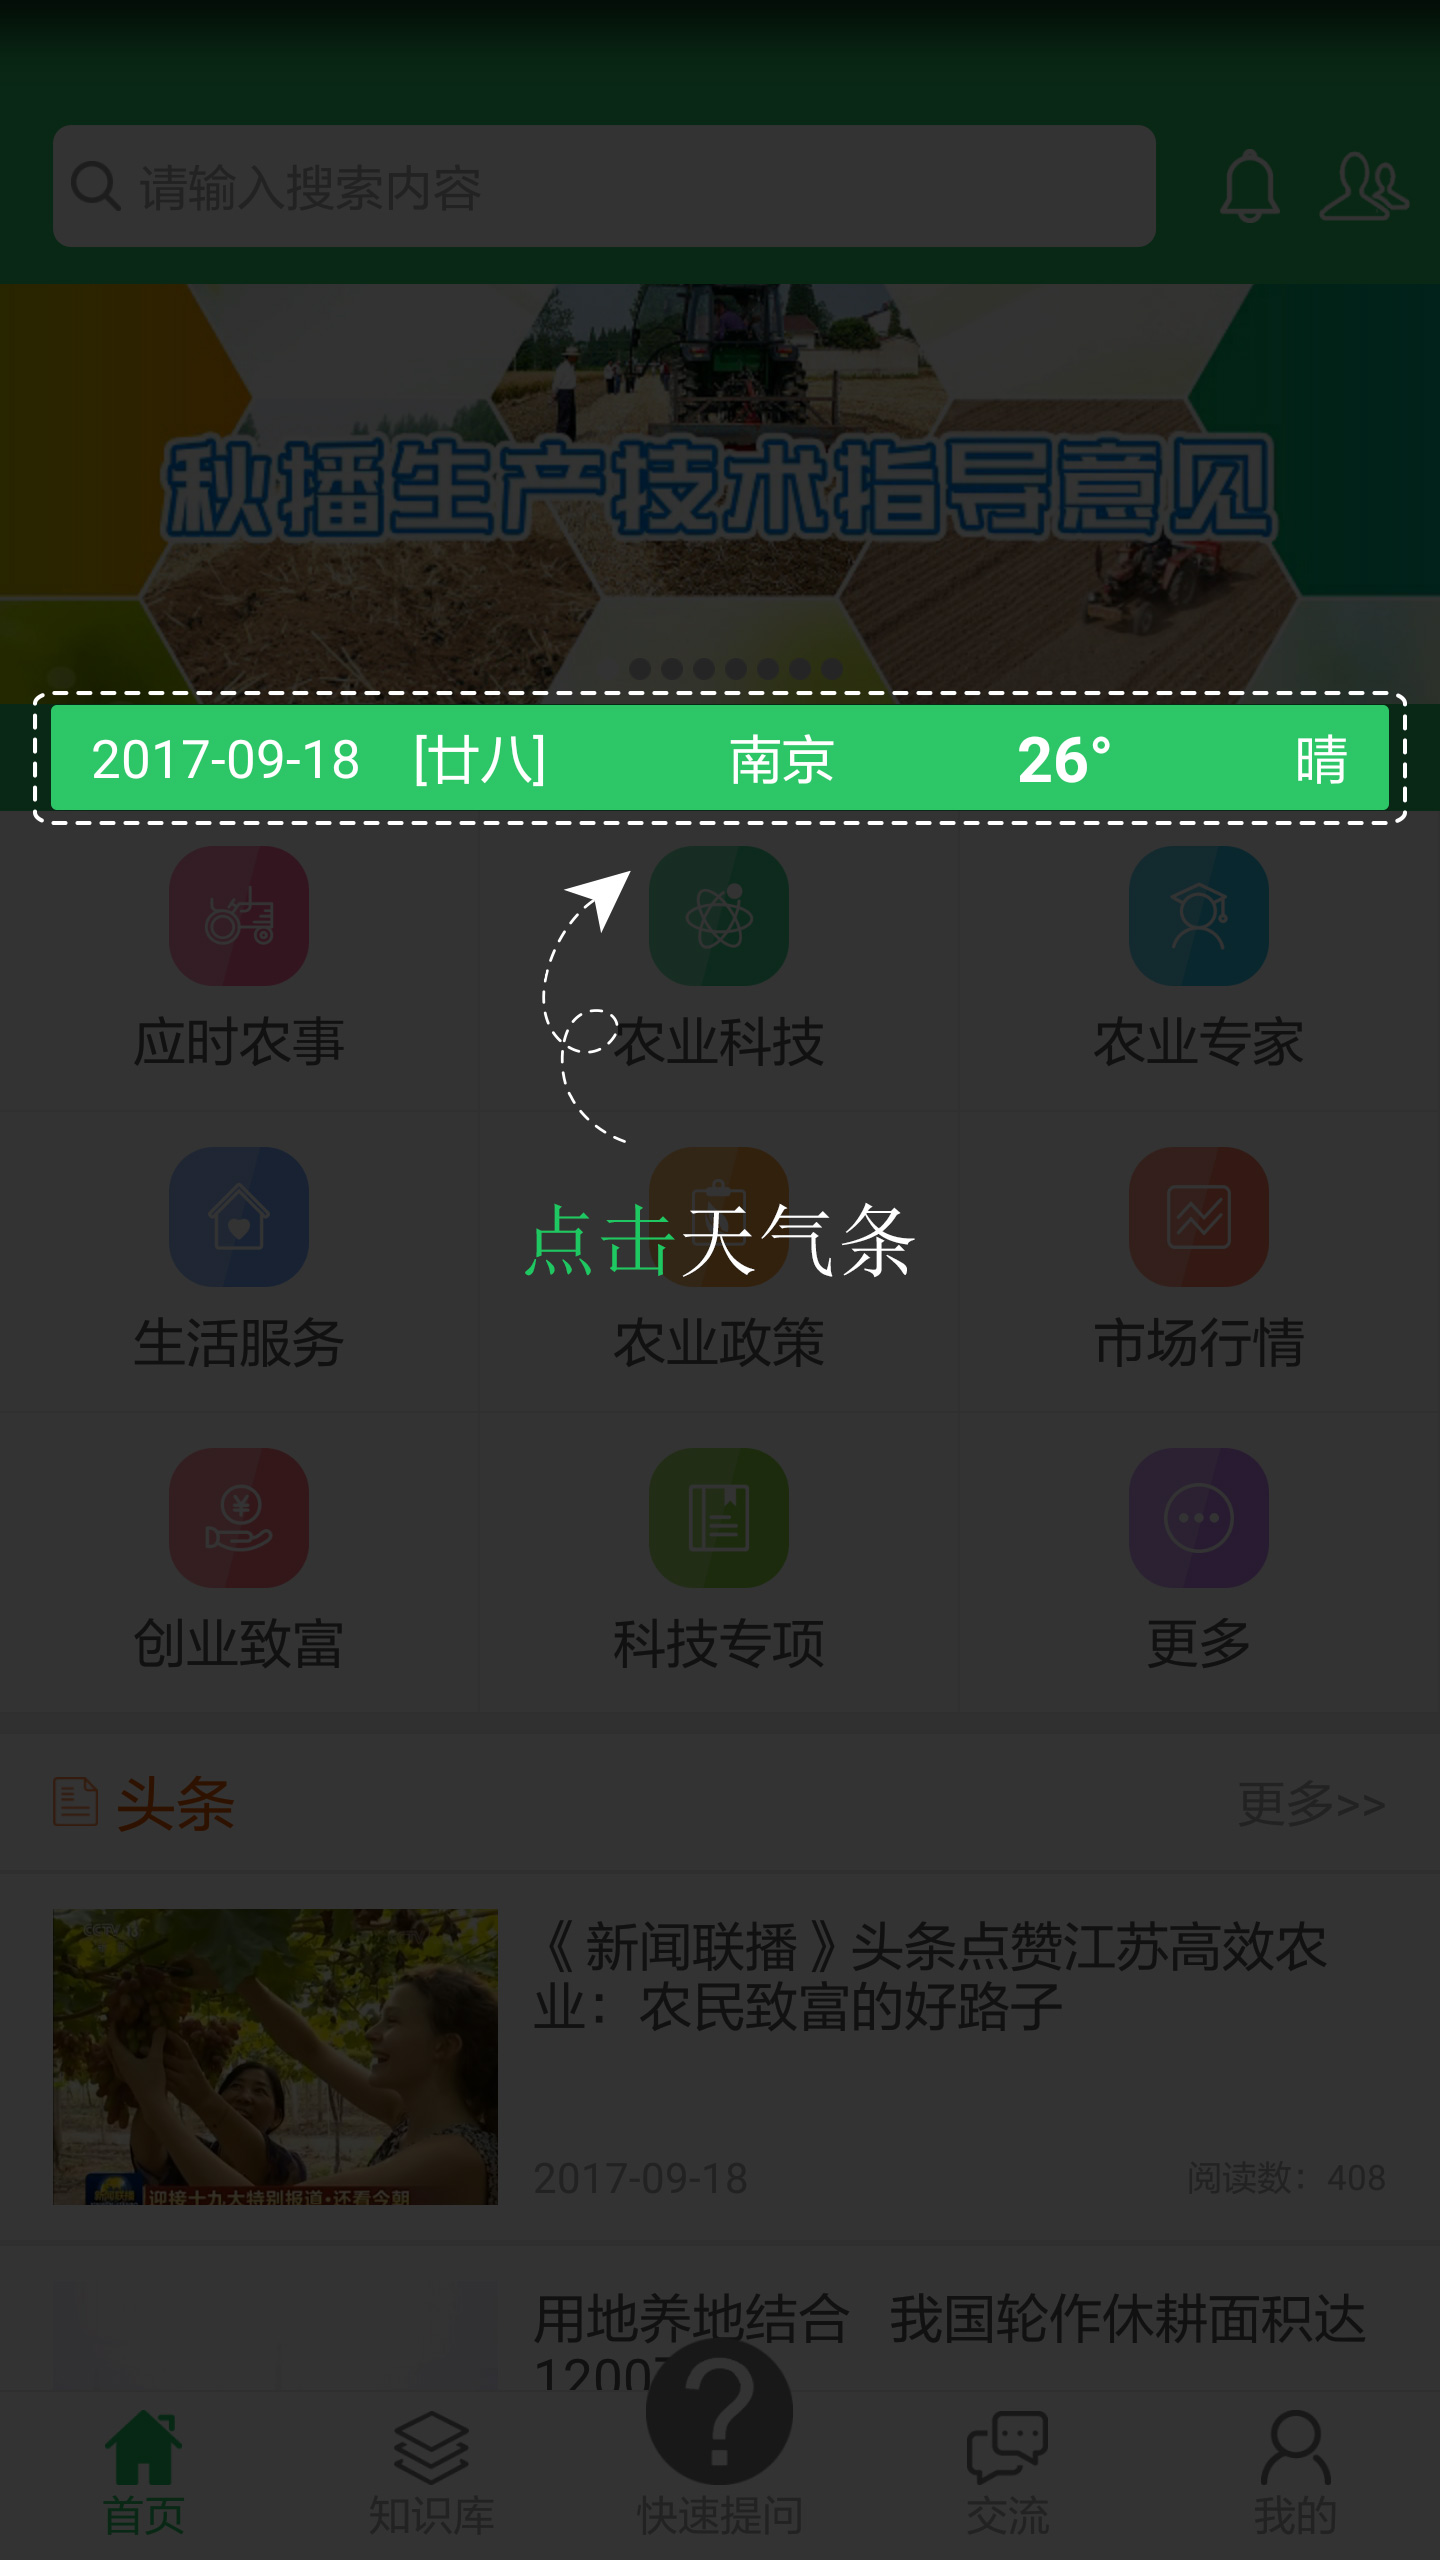 请输入搜索内容
秋播生产技术指导意见
2017-09-18 [廿八] 南京 26° 晴
应时农事 农业科技 农业专家
点击天气条
生活服务 农业政策 市场行情
创业致富 科技专项 更多
头条 更多>>
《新闻联播》头条点赞江苏高效农
业：农民致富的好路子
迎接十九大特别报道·还看今朝
2017-09-18 阅读数：408
用地养地结合 我国轮作休耕面积达
1200
首页 知识库 快速提问 交流 我的